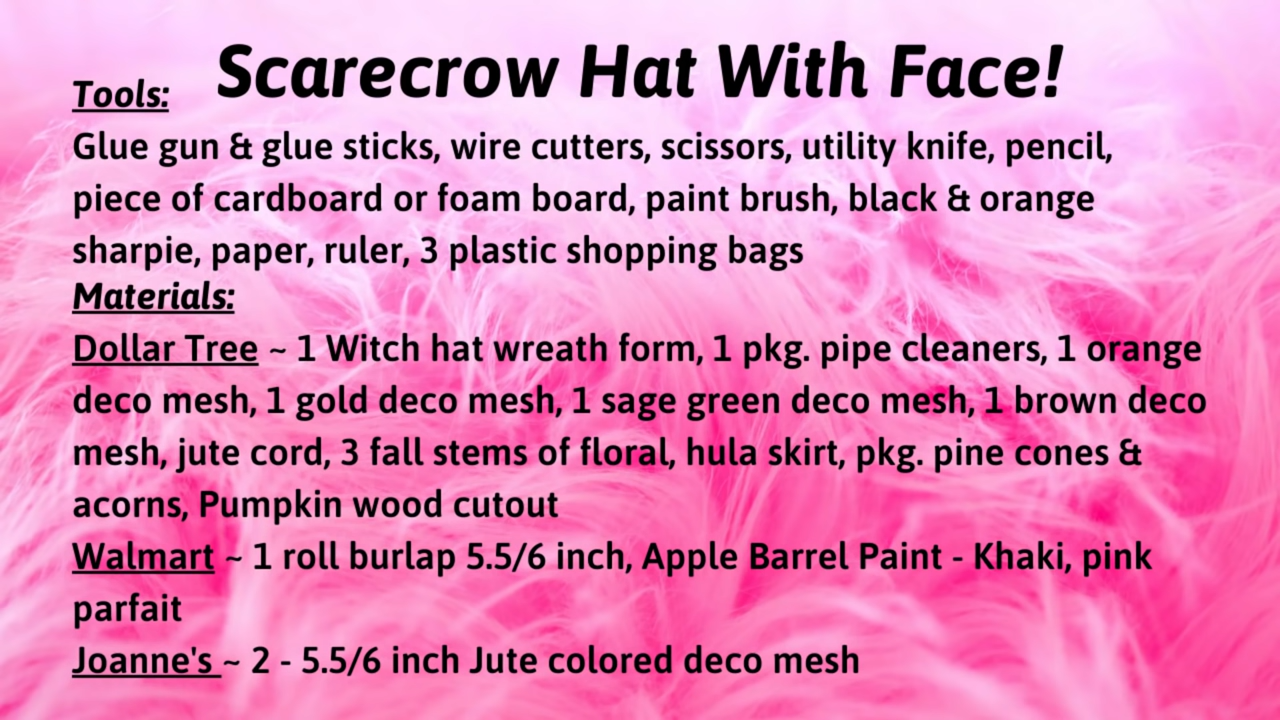 Scarecrow Hat With Face!
Tools:
Glue gun & glue sticks, wire cutters, scissors, utility knife, pencil,
piece of cardboard or foam board, paint brush, black & orange
sharpie, paper, ruler, 3 plastic shopping bags
Materials:
Dollar Tree ~ 1 Witch hat wreath form, 1 pkg. pipe cleaners, 1 orange
deco mesh, 1 gold deco mesh, 1 sage green deco mesh, 1 brown deco
mesh, jute cord, 3 fall stems of floral, hula skirt, pkg. pine cones &
acorns, Pumpkin wood cutout
Walmart ~ 1 roll burlap 5.5/6 inch, Apple Barrel Paint - Khaki, pink
parfait
Joanne's ~ 2 - 5.5/6 inch Jute colored deco mesh